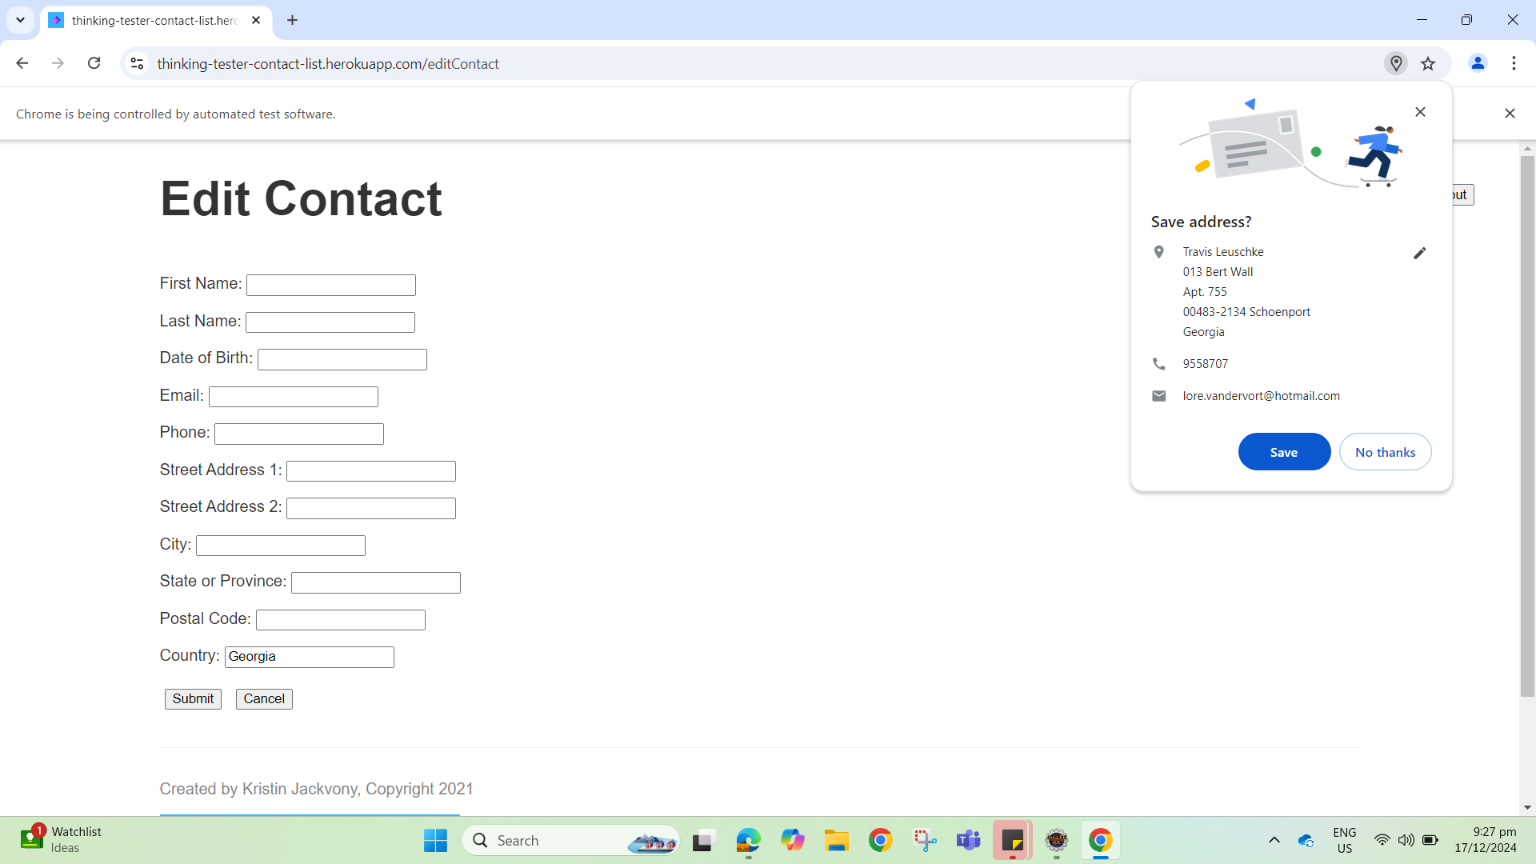 thinking-tester-contact-list.hero
thinking-tester-contact-list.herokuapp.com/editContact
Chrome is being controlled by automated test software.
Edit Contact
out
First Name:
Last Name:
Date of Birth:
Email:
Phone:
Street Address 1:
Street Address 2:
City:
State or Province:
Postal Code:
Country: Georgia
Submit Cancel
Created by Kristin Jackvony, Copyright 2021
Save address?
Travis Leuschke
013 Bert Wall
Apt. 755
00483-2134 Schoenport
Georgia
9558707
lore.vandervort@hotmail.com
Save No thanks
1
Watchlist
Ideas
Search
ENG
US
9:27 pm
17/12/2024